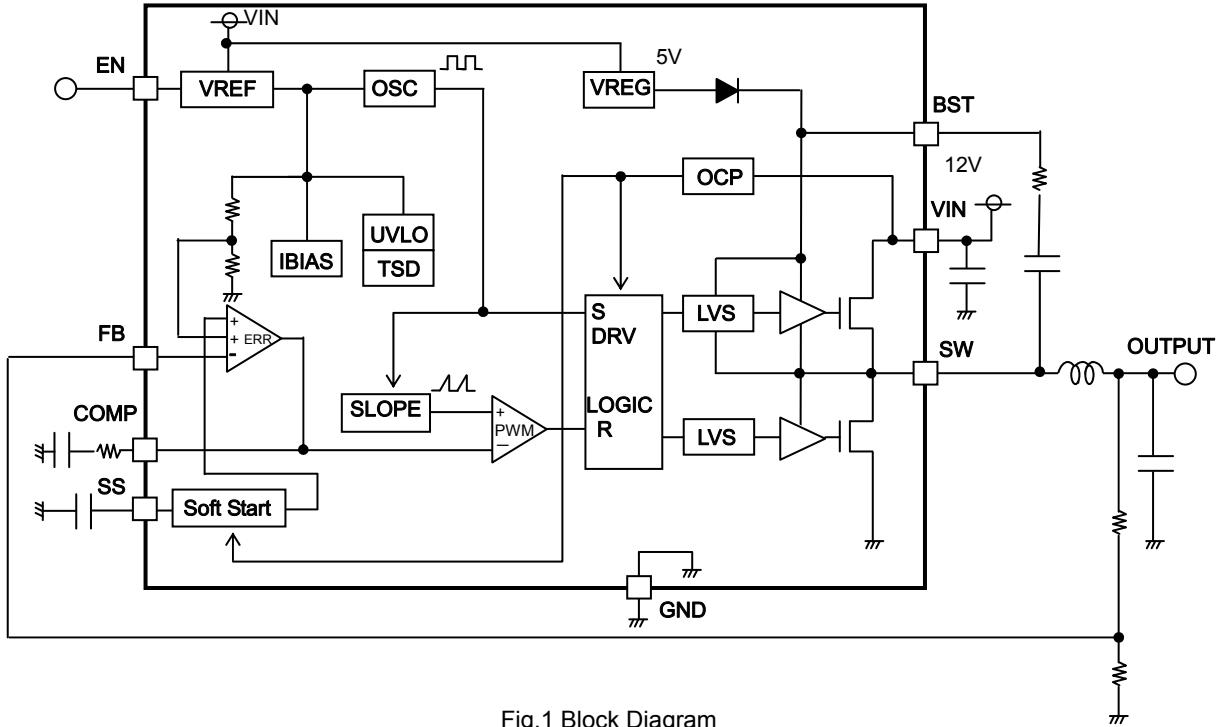 VIN
EN
VREF
OSC
VREG
5V
BST
12V
OCP
VIN
UVLO
TSD
IBIAS
LVS
S
DRV
LOGIC
R
FB
+
+
-
ERR
SW
OUTPUT
COMP
SLOPE
+
PWM
−
LVS
SS
Soft Start
GND
Fig.1 Block Diagram